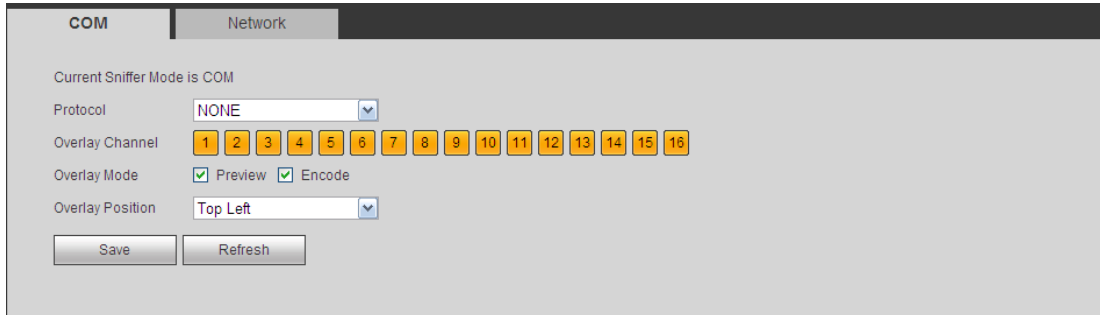 COM Network
Current Sniffer Mode is COM
Protocol NONE
Overlay Channel 1 2 3 4 5 6 7 8 9 10 11 12 13 14 15 16
Overlay Mode Preview Encode
Overlay Position Top Left
Save Refresh